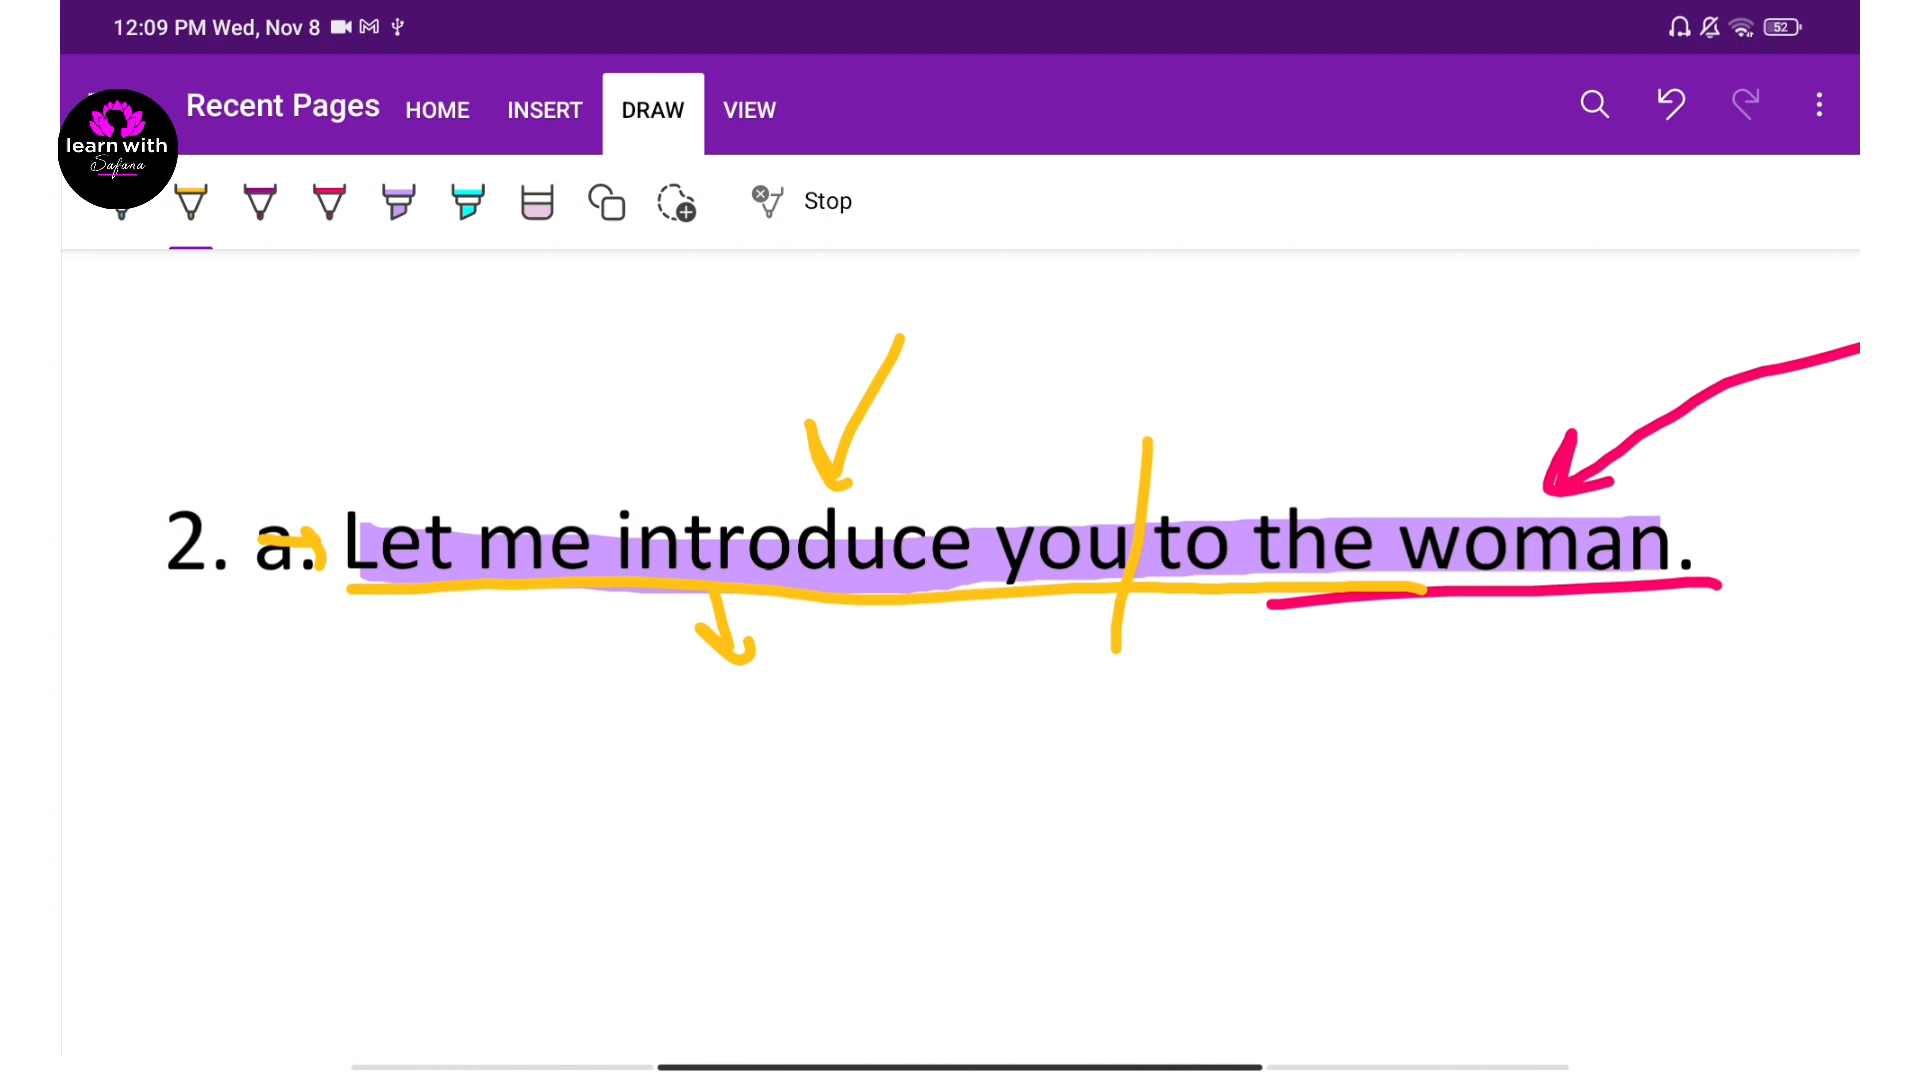 12:09 PM Wed, Nov 8
52
Recent Pages HOME INSERT DRAW VIEW
learn with
Safana
Stop
2. a. Let me introduce you to the woman.